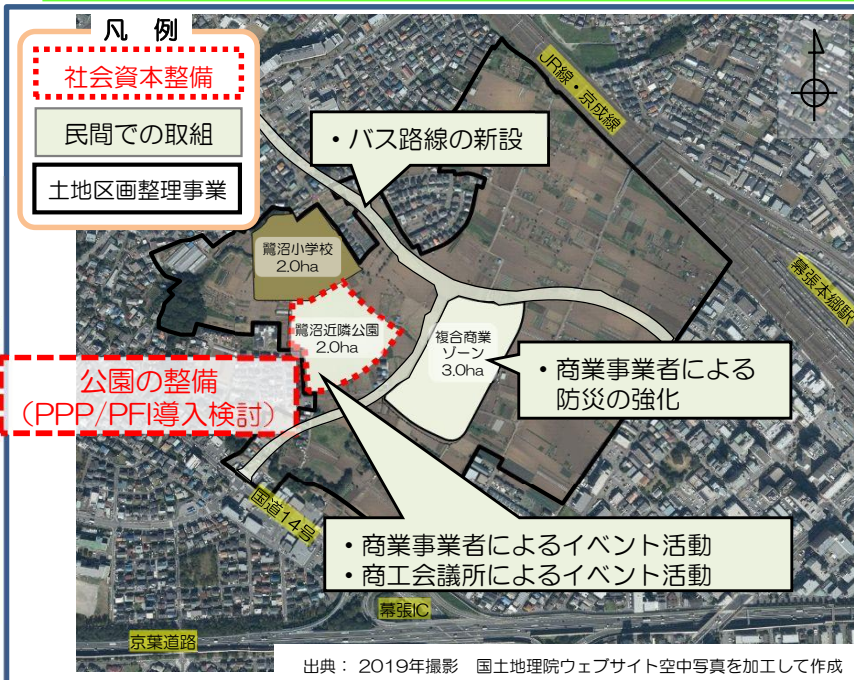 凡　例
社会資本整備
民間での取組
土地区画整理事業
JR線・京成線
・バス路線の新設
鷺沼小学校
2.0ha
幕張本郷駅
鷺沼近隣公園
2.0ha
複合商業
ゾーン
3.0ha
公園の整備
（PPP/PFI導入検討）
・商業事業者による
防災の強化
国道14号
・商業事業者によるイベント活動
・商工会議所によるイベント活動
幕張IC
京葉道路
出典： 2019年撮影　国土地理院ウェブサイト空中写真を加工して作成